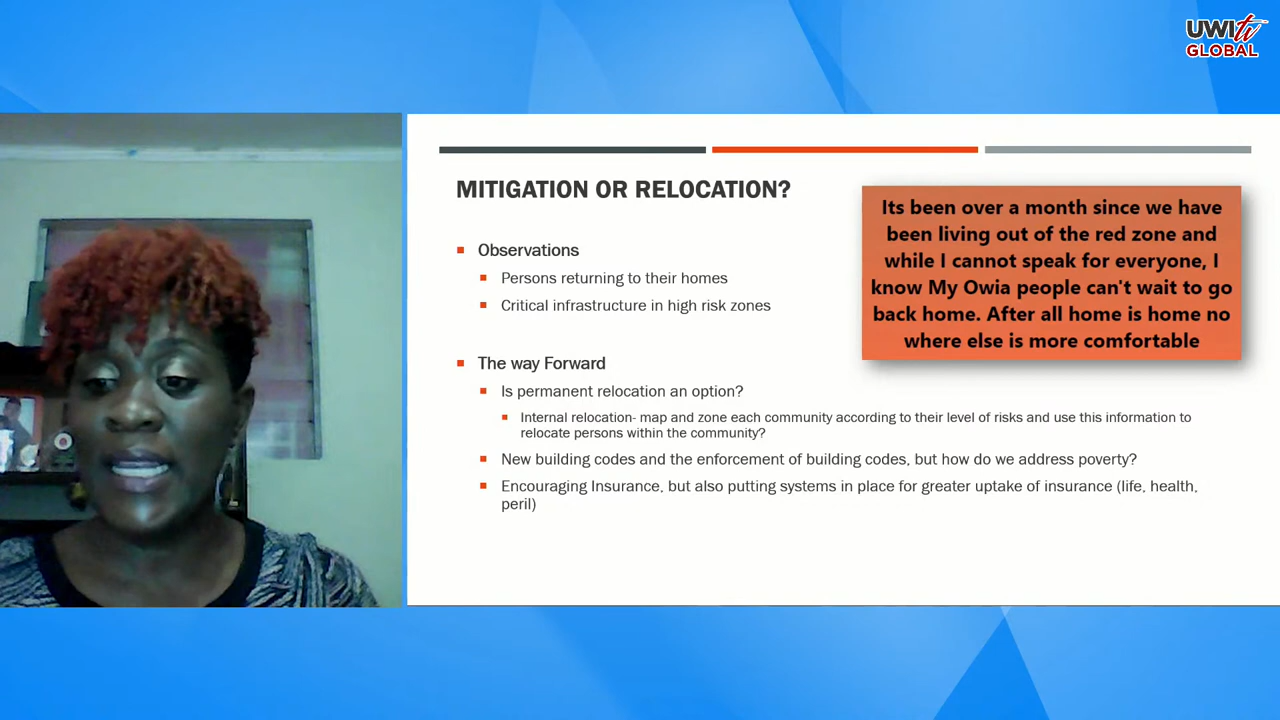 UWI tv
GLOBAL
MITIGATION OR RELOCATION?
Its been over a month since we have
been living out of the red zone and
while I cannot speak for everyone, I
know My Owia people can't wait to go
back home. After all home is home no
where else is more comfortable
Observations
Persons returning to their homes
Critical infrastructure in high risk zones
The way Forward
Is permanent relocation an option?
Internal relocation- map and zone each community according to their level of risks and use this information to
relocate persons within the community?
New building codes and the enforcement of building codes, but how do we address poverty?
Encouraging Insurance, but also putting systems in place for greater uptake of insurance (life, health,
peril)